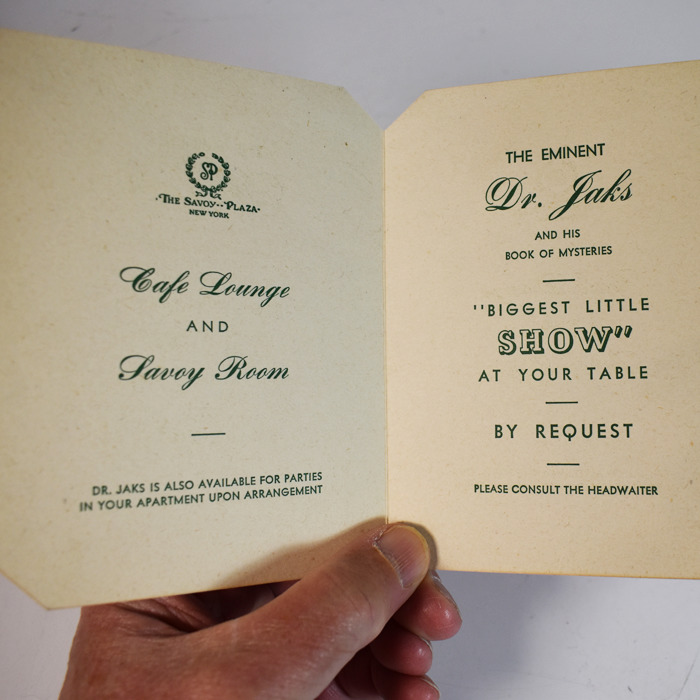 SP
·THE SAVOY··PLAZA·
NEW YORK
Cafe Lounge
AND
Savoy Room
DR. JAKS IS ALSO AVAILABLE FOR PARTIES
IN YOUR APARTMENT UPON ARRANGEMENT
THE EMINENT
Dr. Jaks
AND HIS
BOOK OF MYSTERIES
"BIGGEST LITTLE
SHOW"
AT YOUR TABLE
BY REQUEST
PLEASE CONSULT THE HEADWAITER